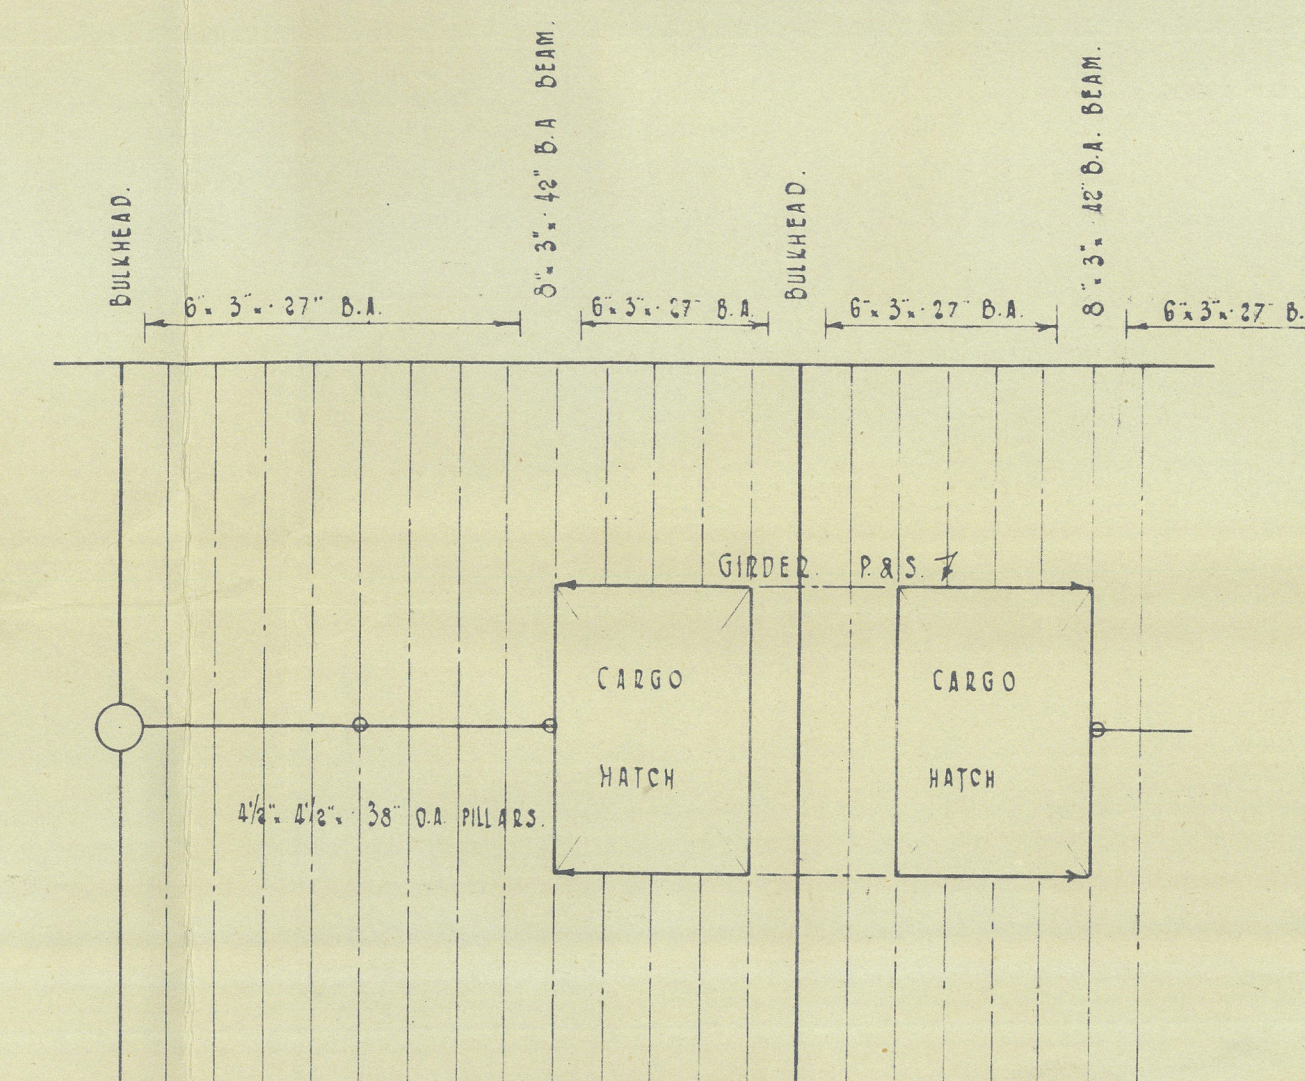 BULKHEAD.
8"× 3"× ·42" B.A BEAM.
BULKHEAD.
8"× 3"× ·42" B.A. BEAM.
6"× 3"× ·27" B.A.
6"× 3"× ·27" B.A.
6"× 3"× ·27" B.A.
6"× 3"× ·27" B.
GIRDER P. & S.
CARGO
HATCH
CARGO
HATCH
4½"× 4½"× ·38" O.A. PILLARS.